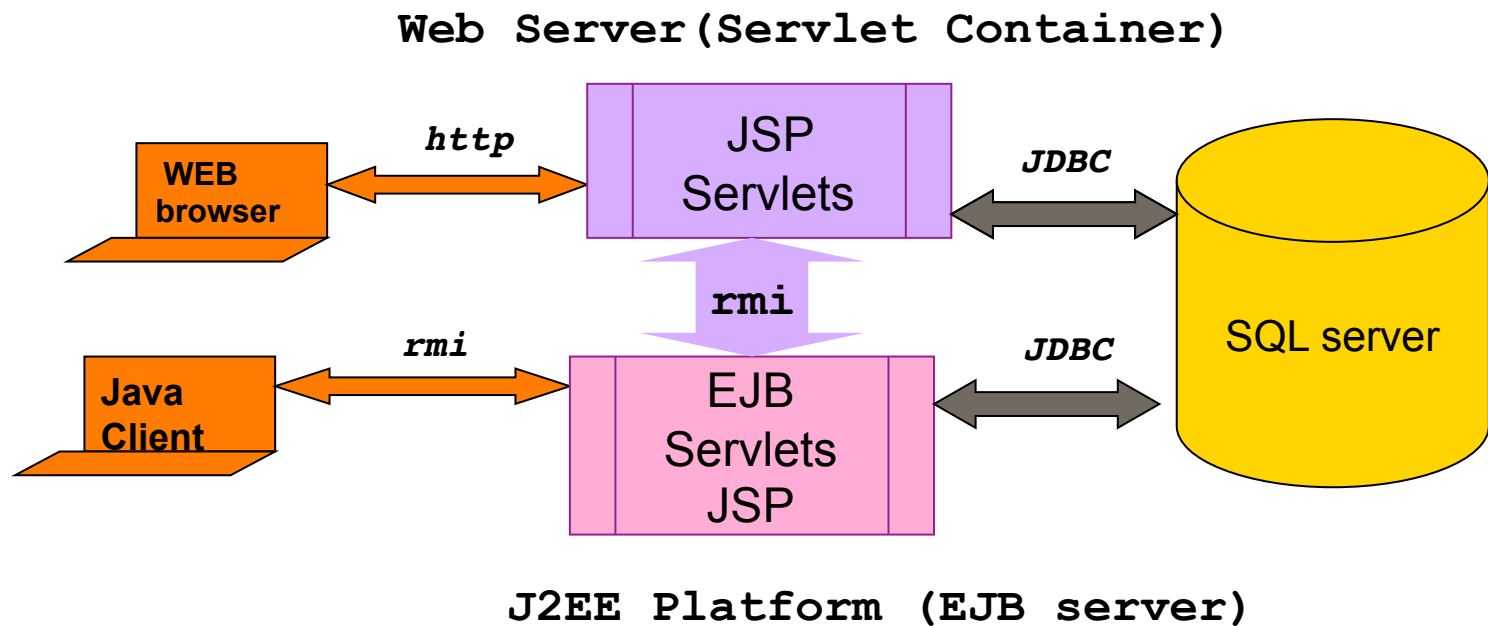 Web Server(Servlet Container)
http
JSP
Servlets
JDBC
WEB
browser
rmi
SQL server
rmi
JDBC
Java
Client
EJB
Servlets
JSP
J2EE Platform (EJB server)